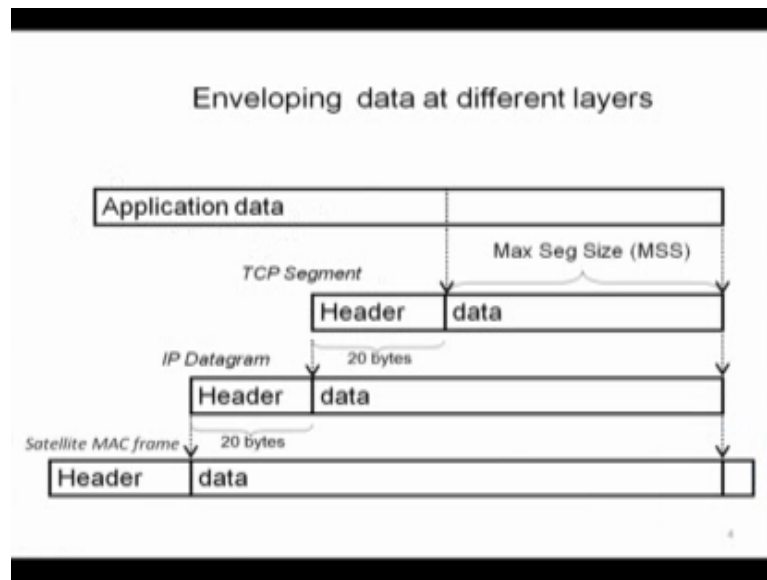 Enveloping data at different layers
Application data
Max Seg Size (MSS)
TCP Segment
Header data
20 bytes
IP Datagram
Header data
20 bytes
Satellite MAC frame
Header data
4